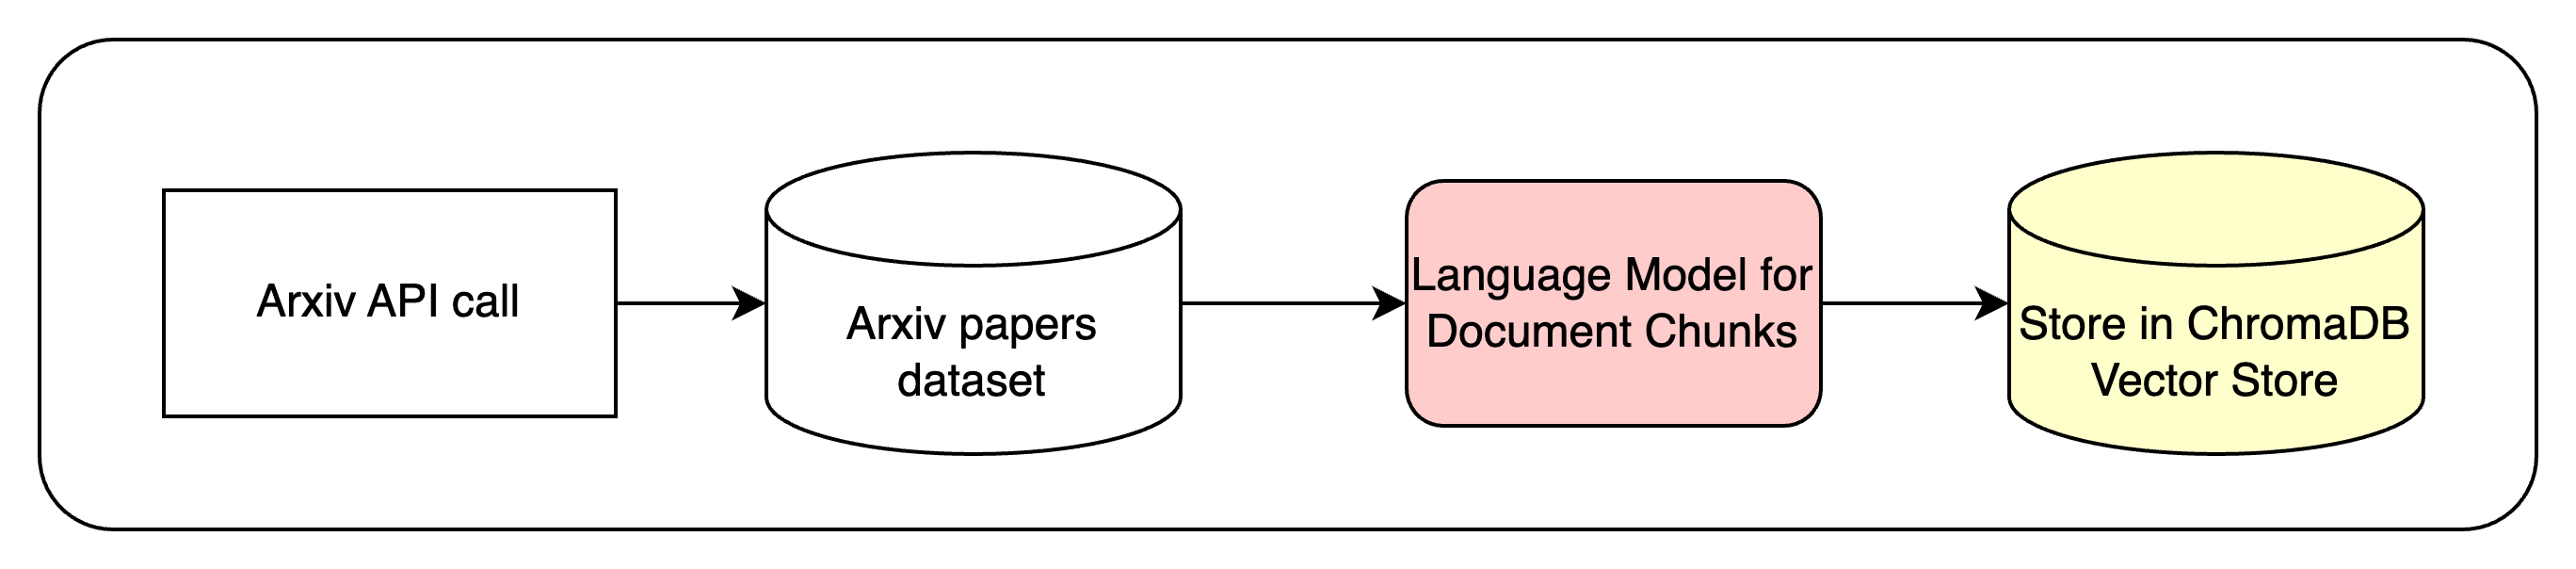 Arxiv API call
Arxiv papers
dataset
Language Model for
Document Chunks
Store in ChromaDB
Vector Store